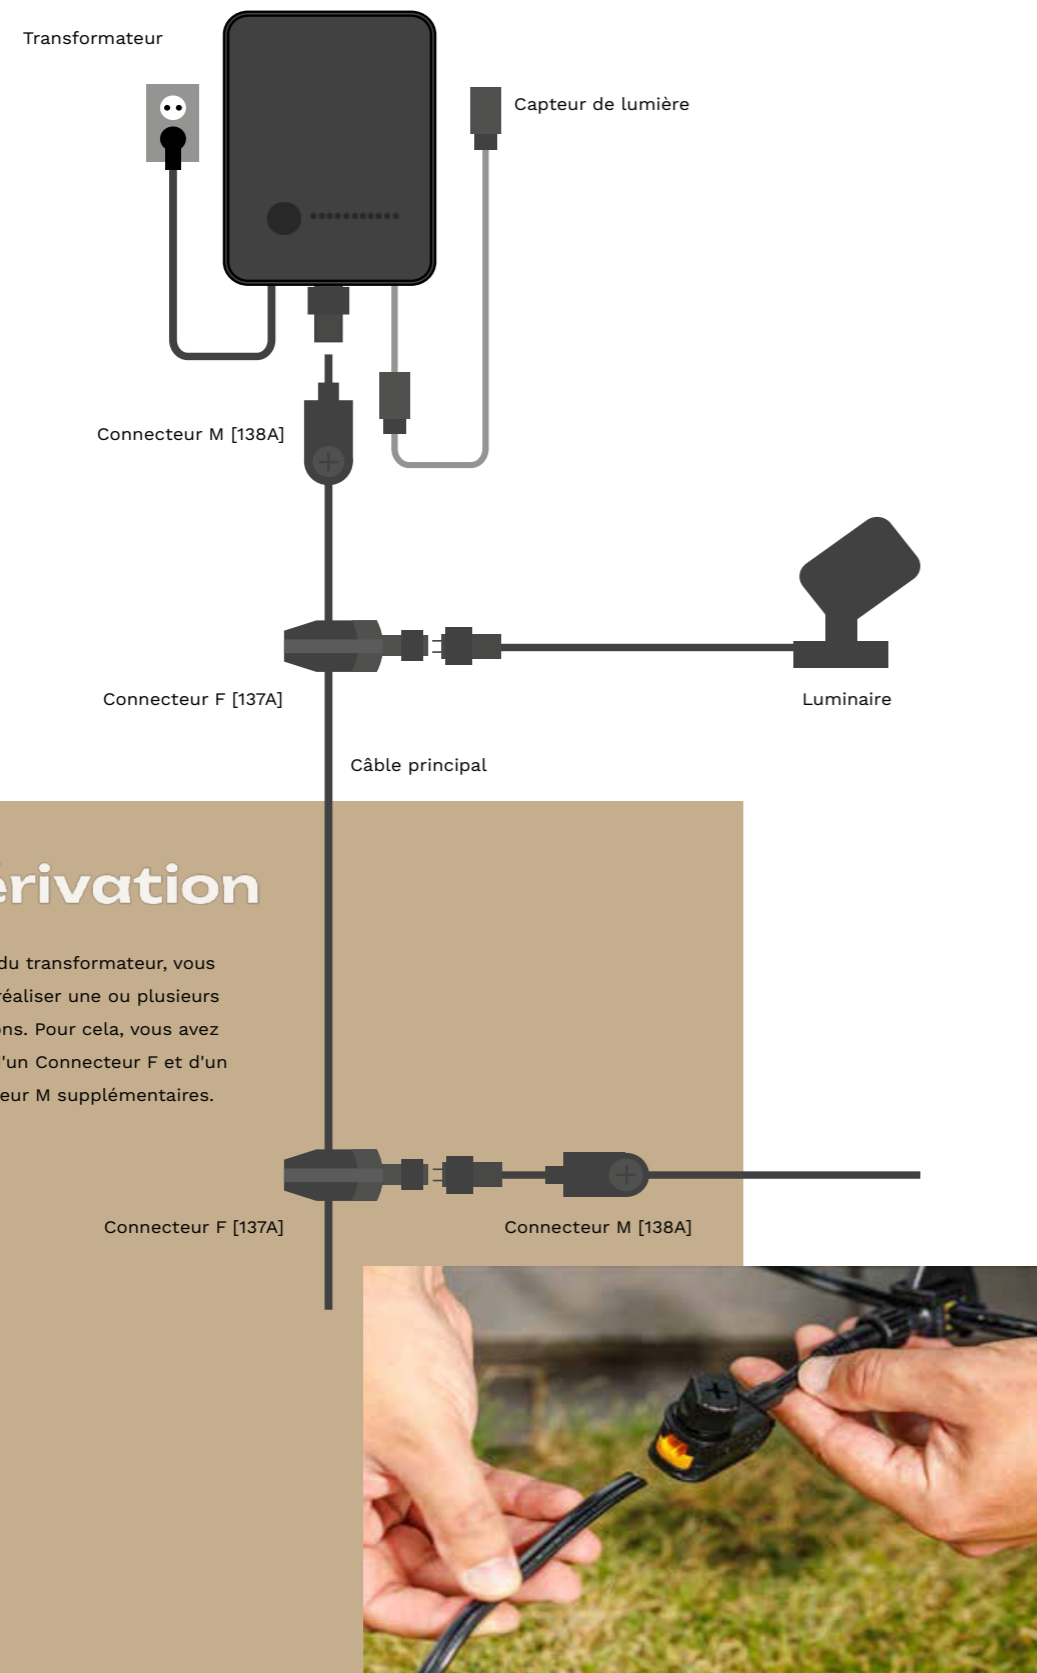 Transformateur
Capteur de lumière
Connecteur M [138A]
Connecteur F [137A]
Luminaire
Câble principal
érivation
du transformateur, vous
réaliser une ou plusieurs
ons. Pour cela, vous avez
d'un Connecteur F et d'un
eur M supplémentaires.
Connecteur F [137A]
Connecteur M [138A]